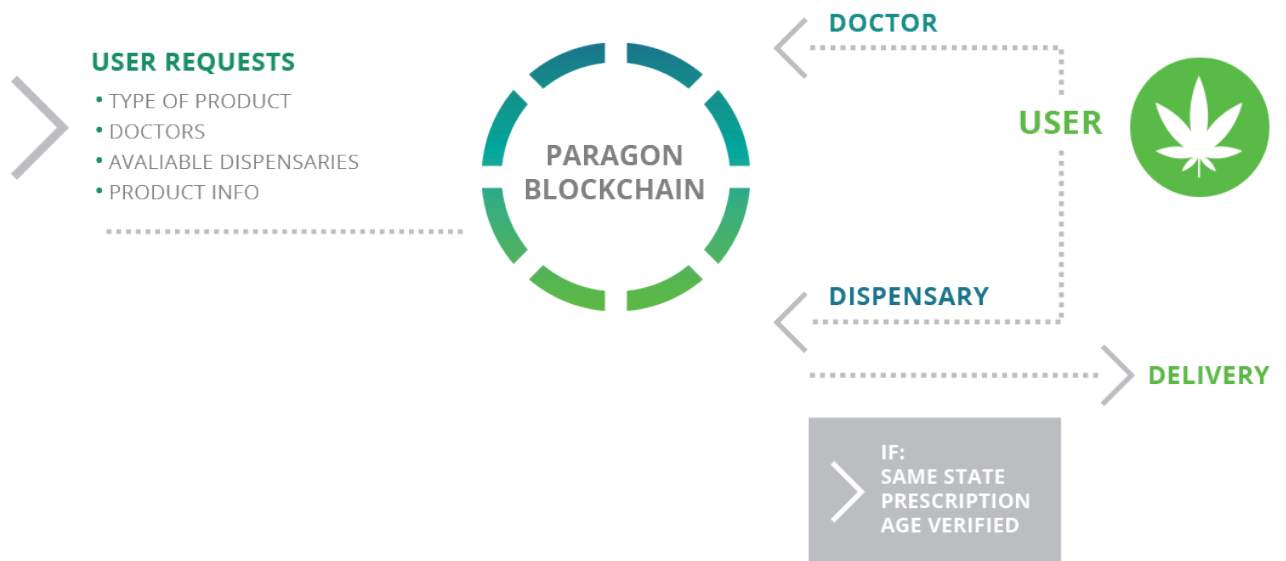 USER REQUESTS
• TYPE OF PRODUCT
• DOCTORS
• AVALIABLE DISPENSARIES
• PRODUCT INFO
PARAGON
BLOCKCHAIN
DOCTOR
USER
DISPENSARY
DELIVERY
IF:
SAME STATE
PRESCRIPTION
AGE VERIFIED